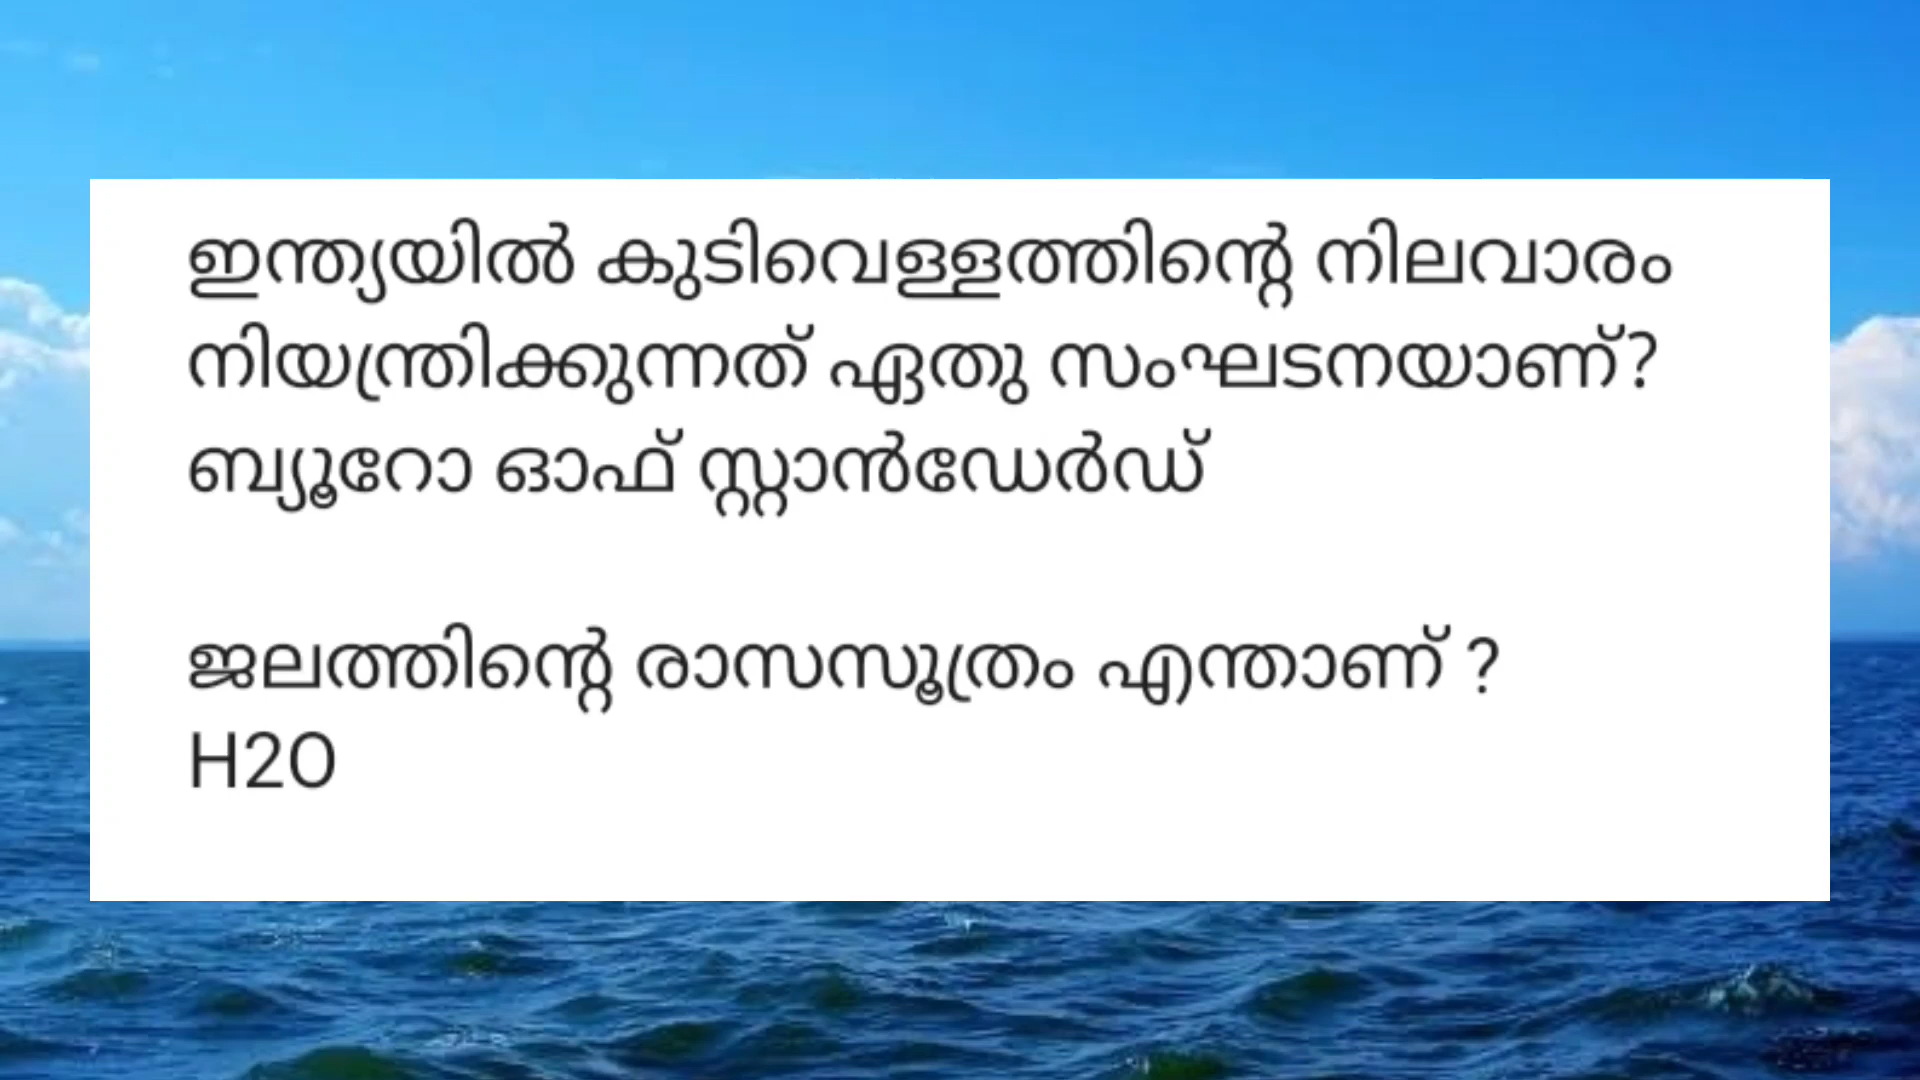 ഇന്ത്യയിൽ കുടിവെള്ളത്തിന്റെ നിലവാരം
നിയന്ത്രിക്കുന്നത് ഏതു സംഘടനയാണ്?
ബ്യൂറോ ഓഫ് സ്റ്റാൻഡേർഡ്
ജലത്തിന്റെ രാസസൂത്രം എന്താണ് ?
H2O